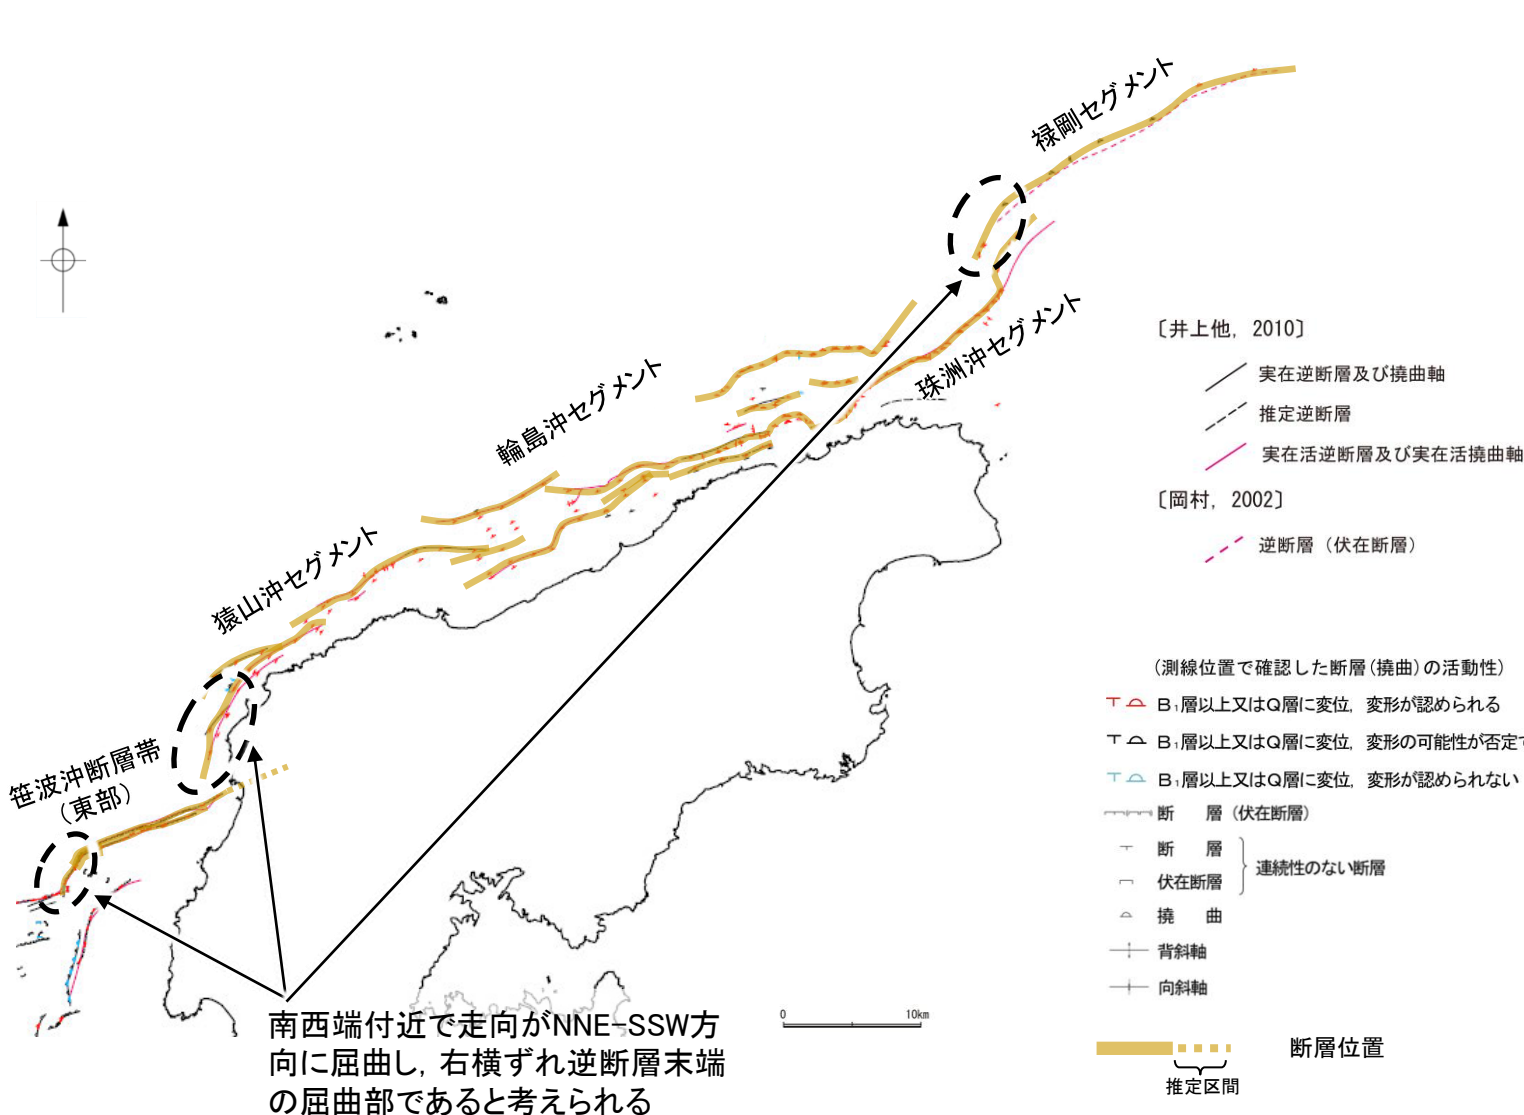 禄剛セグメント
珠洲沖セグメント
輪島沖セグメント
猿山沖セグメント
笹波沖断層帯
（東部）
南西端付近で走向がNNE-SSW方
向に屈曲し，右横ずれ逆断層末端
の屈曲部であると考えられる
0 10km
〔井上他，2010〕
実在逆断層及び撓曲軸
推定逆断層
実在活逆断層及び実在活撓曲軸
〔岡村，2002〕
逆断層（伏在断層）
（測線位置で確認した断層（撓曲）の活動性）
B₁層以上又はQ層に変位，変形が認められる
B₁層以上又はQ層に変位，変形の可能性が否定で
B₁層以上又はQ層に変位，変形が認められない
断　層（伏在断層）
断　層
伏在断層
連続性のない断層
撓　曲
背斜軸
向斜軸
断層位置
推定区間